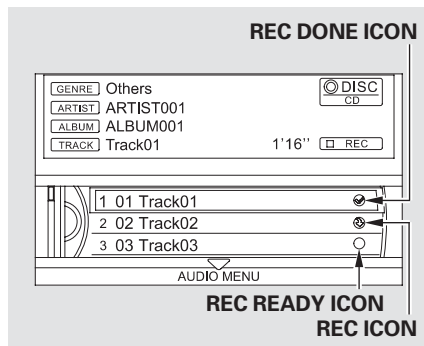 REC DONE ICON
GENRE Others
DISC
CD
ARTIST ARTIST001
ALBUM ALBUM001
TRACK Track01 1'16'' REC
1 01 Track01
2 02 Track02
3 03 Track03
AUDIO MENU
REC READY ICON
REC ICON